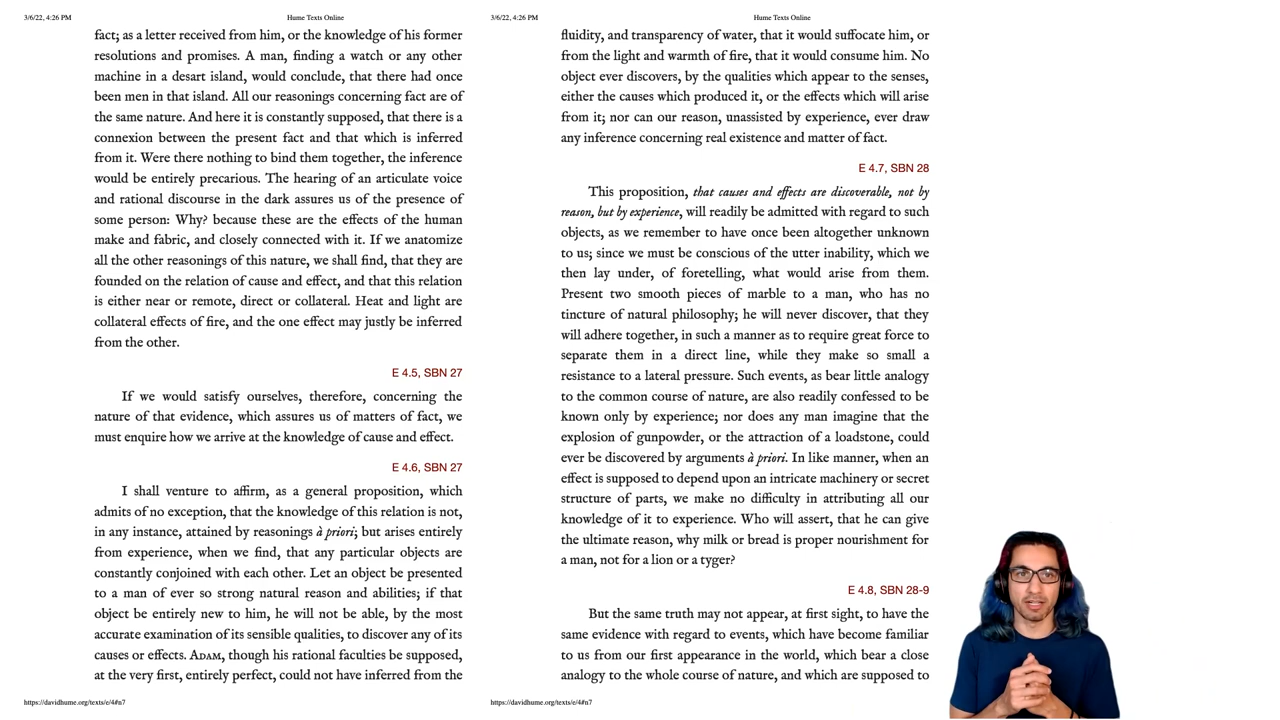 3/6/22, 4:26 PM
Hume Texts Online
fact; as a letter received from him, or the knowledge of his former
resolutions and promises. A man, finding a watch or any other
machine in a desart island, would conclude, that there had once
been men in that island. All our reasonings concerning fact are of
the same nature. And here it is constantly supposed, that there is a
connexion between the present fact and that which is inferred
from it. Were there nothing to bind them together, the inference
would be entirely precarious. The hearing of an articulate voice
and rational discourse in the dark assures us of the presence of
some person: Why? because these are the effects of the human
make and fabric, and closely connected with it. If we anatomize
all the other reasonings of this nature, we shall find, that they are
founded on the relation of cause and effect, and that this relation
is either near or remote, direct or collateral. Heat and light are
collateral effects of fire, and the one effect may justly be inferred
from the other.
E 4.5, SBN 27
If we would satisfy ourselves, therefore, concerning the
nature of that evidence, which assures us of matters of fact, we
must enquire how we arrive at the knowledge of cause and effect.
E 4.6, SBN 27
I shall venture to affirm, as a general proposition, which
admits of no exception, that the knowledge of this relation is not,
in any instance, attained by reasonings à priori; but arises entirely
from experience, when we find, that any particular objects are
constantly conjoined with each other. Let an object be presented
to a man of ever so strong natural reason and abilities; if that
object be entirely new to him, he will not be able, by the most
accurate examination of its sensible qualities, to discover any of its
causes or effects. ADAM, though his rational faculties be supposed,
at the very first, entirely perfect, could not have inferred from the
https://davidhume.org/texts/e/4#n7
3/6/22, 4:26 PM
Hume Texts Online
fluidity, and transparency of water, that it would suffocate him, or
from the light and warmth of fire, that it would consume him. No
object ever discovers, by the qualities which appear to the senses,
either the causes which produced it, or the effects which will arise
from it; nor can our reason, unassisted by experience, ever draw
any inference concerning real existence and matter of fact.
E 4.7, SBN 28
This proposition, that causes and effects are discoverable, not by
reason, but by experience, will readily be admitted with regard to such
objects, as we remember to have once been altogether unknown
to us; since we must be conscious of the utter inability, which we
then lay under, of foretelling, what would arise from them.
Present two smooth pieces of marble to a man, who has no
tincture of natural philosophy; he will never discover, that they
will adhere together, in such a manner as to require great force to
separate them in a direct line, while they make so small a
resistance to a lateral pressure. Such events, as bear little analogy
to the common course of nature, are also readily confessed to be
known only by experience; nor does any man imagine that the
explosion of gunpowder, or the attraction of a loadstone, could
ever be discovered by arguments à priori. In like manner, when an
effect is supposed to depend upon an intricate machinery or secret
structure of parts, we make no difficulty in attributing all our
knowledge of it to experience. Who will assert, that he can give
the ultimate reason, why milk or bread is proper nourishment for
a man, not for a lion or a tyger?
E 4.8, SBN 28-9
But the same truth may not appear, at first sight, to have the
same evidence with regard to events, which have become familiar
to us from our first appearance in the world, which bear a close
analogy to the whole course of nature, and which are supposed to
https://davidhume.org/texts/e/4#n7